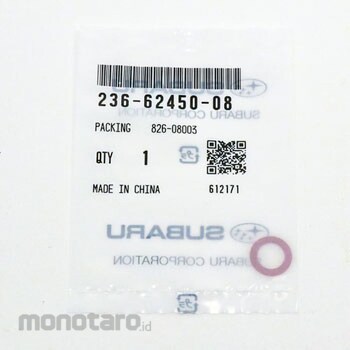 SUBARU
SUBARU CORPORATION
236-62450-08
PACKING 826-08003
QTY 1
MADE IN CHINA 612171
SUBARU
SUBARU CORPORATION
monotaro.id